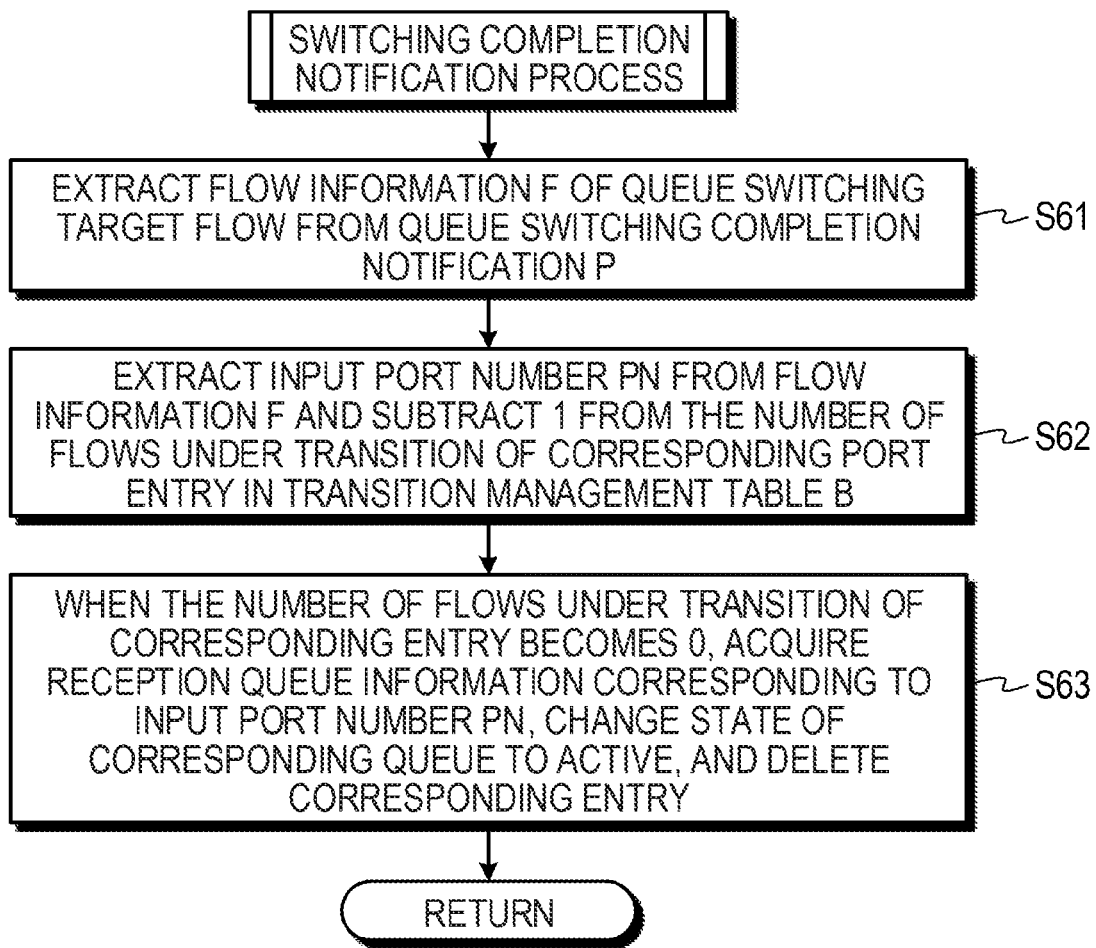 SWITCHING COMPLETION
NOTIFICATION PROCESS
EXTRACT FLOW INFORMATION F OF QUEUE SWITCHING
TARGET FLOW FROM QUEUE SWITCHING COMPLETION
NOTIFICATION P
S61
EXTRACT INPUT PORT NUMBER PN FROM FLOW
INFORMATION F AND SUBTRACT 1 FROM THE NUMBER OF
FLOWS UNDER TRANSITION OF CORRESPONDING PORT
ENTRY IN TRANSITION MANAGEMENT TABLE B
S62
WHEN THE NUMBER OF FLOWS UNDER TRANSITION OF
CORRESPONDING ENTRY BECOMES 0, ACQUIRE
RECEPTION QUEUE INFORMATION CORRESPONDING TO
INPUT PORT NUMBER PN, CHANGE STATE OF
CORRESPONDING QUEUE TO ACTIVE, AND DELETE
CORRESPONDING ENTRY
S63
RETURN